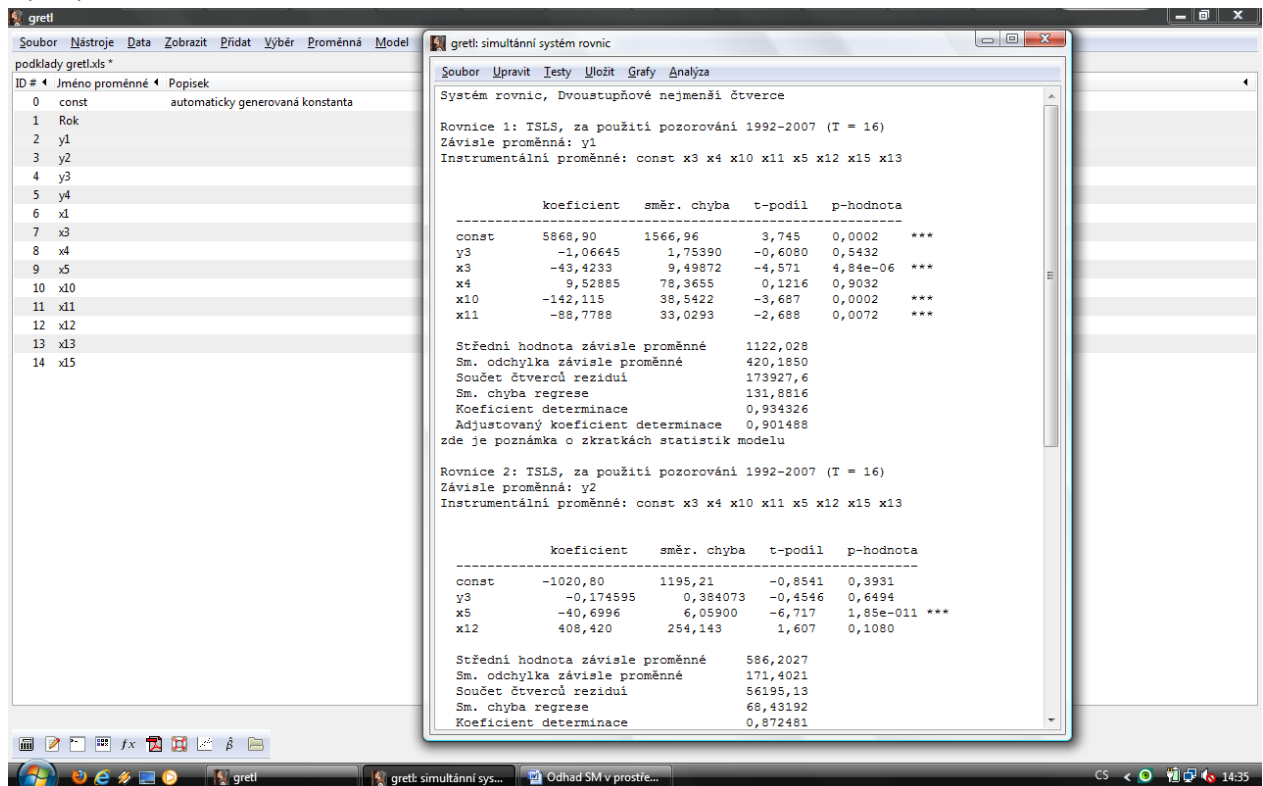 gretl
Soubor Nástroje Data Zobrazit Přidat Výběr Proměnná Model
podklady gretl.xls *
ID # Jméno proměnné Popisek
0 const automaticky generovaná konstanta
1 Rok
2 y1
3 y2
4 y3
5 y4
6 x1
7 x3
8 x4
9 x5
10 x10
11 x11
12 x12
13 x13
14 x15
gretl: simultánní systém rovnic
Soubor Upravit Testy Uložit Grafy Analýza
Systém rovnic, Dvoustupňové nejmenší čtverce
Rovnice 1: TSLS, za použití pozorování 1992-2007 (T = 16)
Závisle proměnná: y1
Instrumentální proměnné: const x3 x4 x10 x11 x5 x12 x15 x13
koeficient směr. chyba t-podíl p-hodnota
------------------------------------------------------------
const 5868,90 1566,96 3,745 0,0002 ***
y3 -1,06645 1,75390 -0,6080 0,5432
x3 -43,4233 9,49872 -4,571 4,84e-06 ***
x4 9,52885 78,3655 0,1216 0,9032
x10 -142,115 38,5422 -3,687 0,0002 ***
x11 -88,7788 33,0293 -2,688 0,0072 ***
Střední hodnota závisle proměnné 1122,028
Sm. odchylka závisle proměnné 420,1850
Součet čtverců reziduí 173927,6
Sm. chyba regrese 131,8816
Koeficient determinace 0,934326
Adjustovaný koeficient determinace 0,901488
zde je poznámka o zkratkách statistik modelu
Rovnice 2: TSLS, za použití pozorování 1992-2007 (T = 16)
Závisle proměnná: y2
Instrumentální proměnné: const x3 x4 x10 x11 x5 x12 x15 x13
koeficient směr. chyba t-podíl p-hodnota
------------------------------------------------------------
const -1020,80 1195,21 -0,8541 0,3931
y3 -0,174595 0,384073 -0,4546 0,6494
x5 -40,6996 6,05900 -6,717 1,85e-011 ***
x12 408,420 254,143 1,607 0,1080
Střední hodnota závisle proměnné 586,2027
Sm. odchylka závisle proměnné 171,4021
Součet čtverců reziduí 56195,13
Sm. chyba regrese 68,43192
Koeficient determinace 0,872481
fx β̂
gretl gretl: simultánní sys... Odhad SM v prostře... CS 14:35